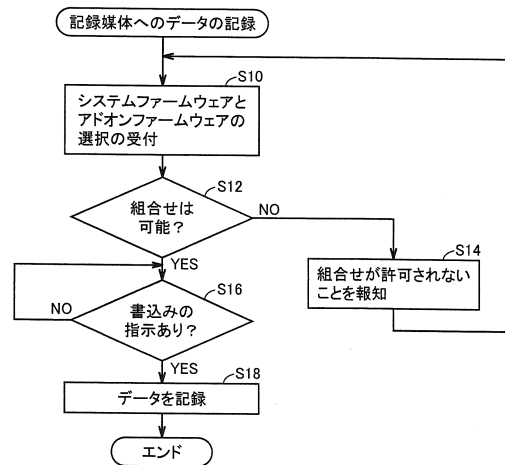 記録媒体へのデータの記録
S10
システムファームウェアと
アドオンファームウェアの
選択の受付
S12
組合せは
可能?
NO
YES
S14
組合せが許可されない
ことを報知
S16
書込みの
指示あり?
NO
YES
S18
データを記録
エンド